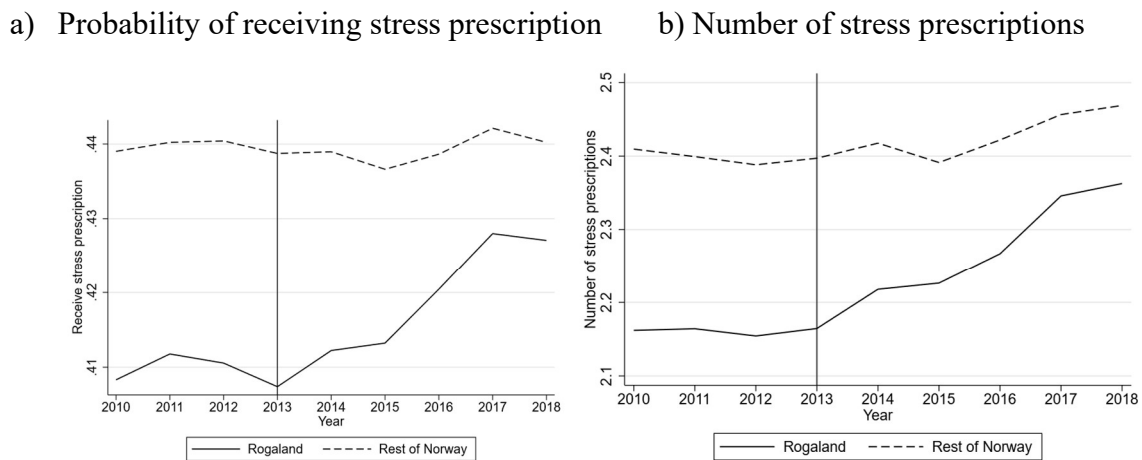 a) Probability of receiving stress prescription
b) Number of stress prescriptions
Receive stress prescription
.44
.43
.42
.41
2010 2011 2012 2013 2014 2015 2016 2017 2018
Year
Rogaland Rest of Norway
Number of stress prescriptions
2.5
2.4
2.3
2.2
2.1
2010 2011 2012 2013 2014 2015 2016 2017 2018
Year
Rogaland Rest of Norway